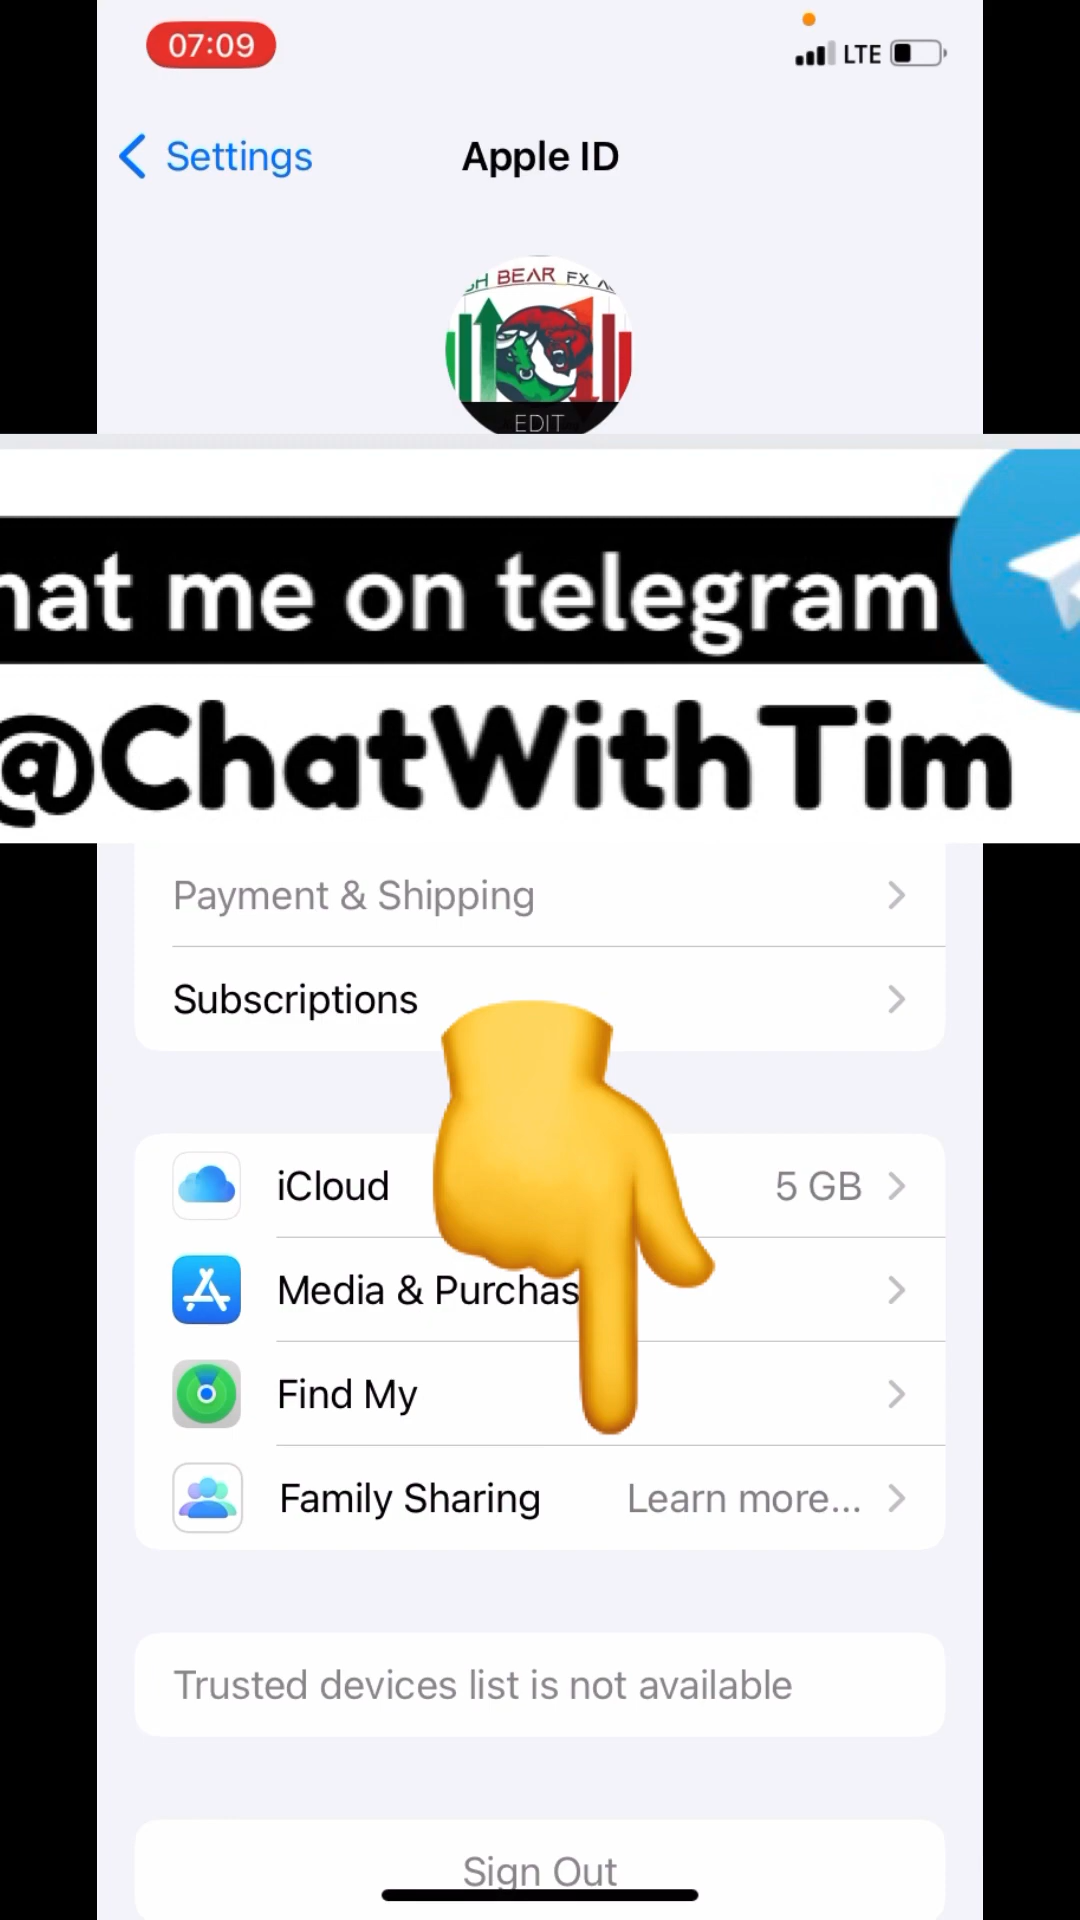 07:09
LTE
Settings
Apple ID
BEAR FX
EDIT
hat me on telegram
@ChatWithTim
Payment & Shipping
Subscriptions
iCloud
5 GB
Media & Purchas
Find My
Family Sharing
Learn more...
Trusted devices list is not available
Sign Out